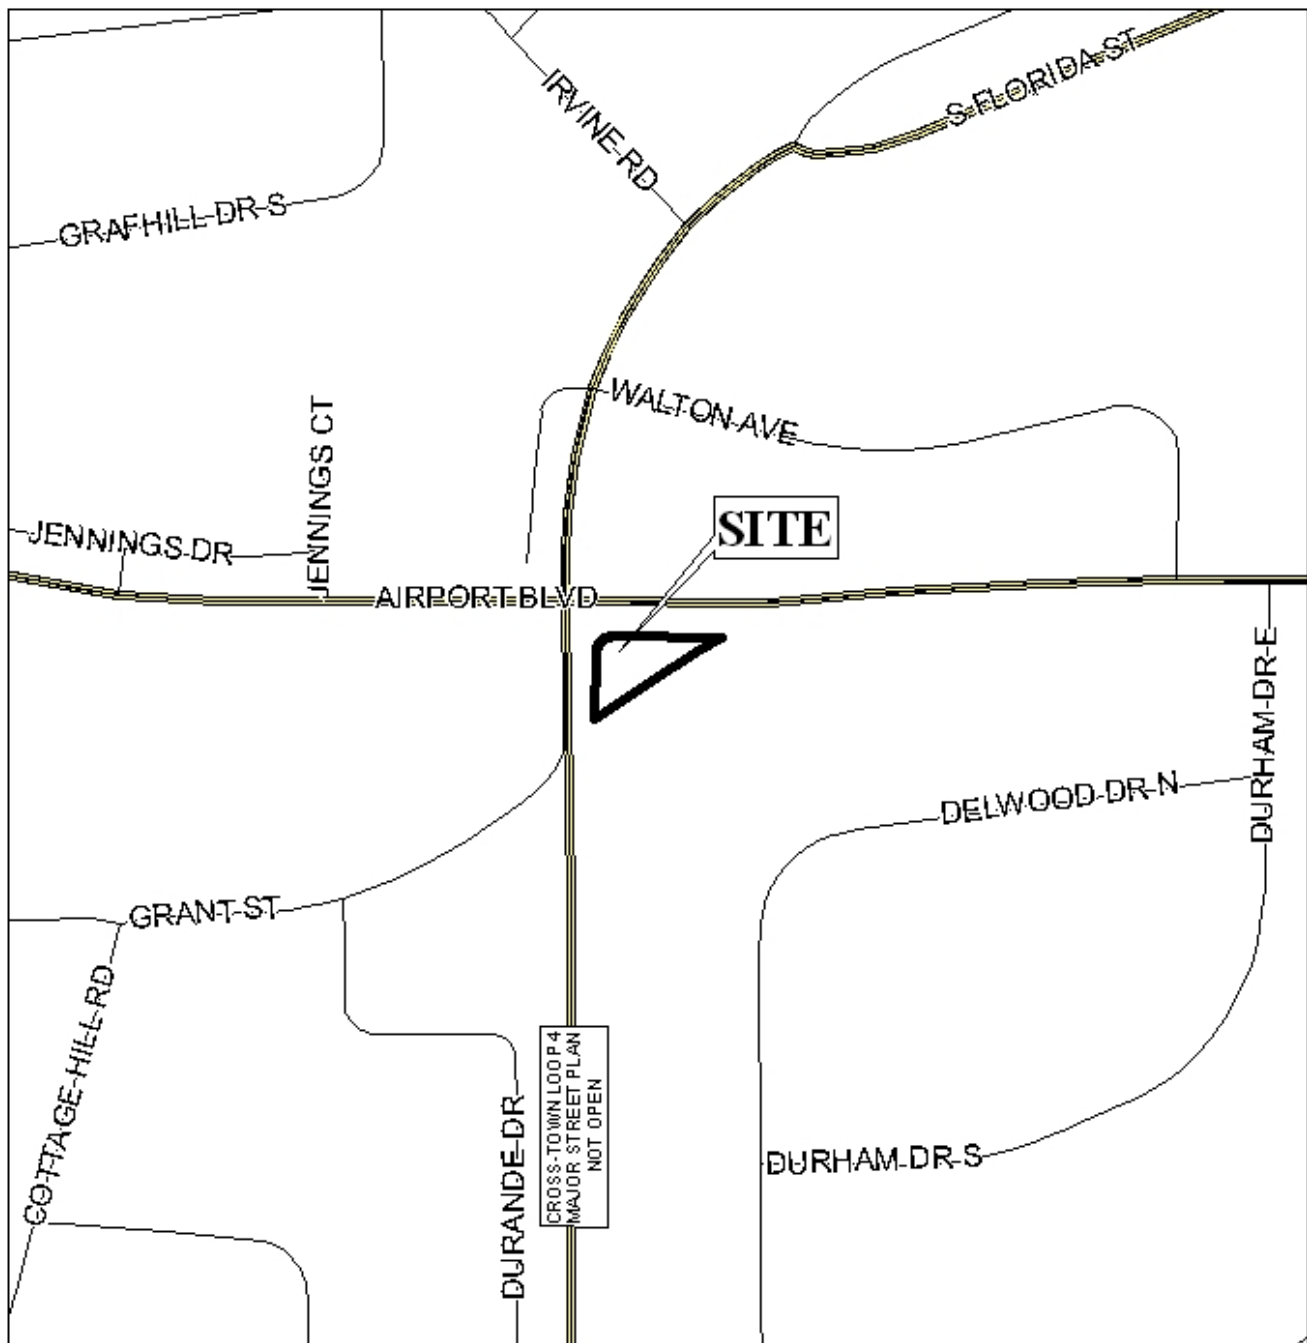 S FLORIDA ST
IRVINE RD
GRAFHILL DR S
WALTON AVE
JENNINGS CT
SITE
JENNINGS DR
AIRPORT BLVD
DURHAM DR E
DELWOOD DR N
GRANT ST
COTTAGE HILL RD
CROSS-TOWN LOOP 4
MAJOR STREET PLAN
NOT OPEN
DURANDE DR
DURHAM DR S